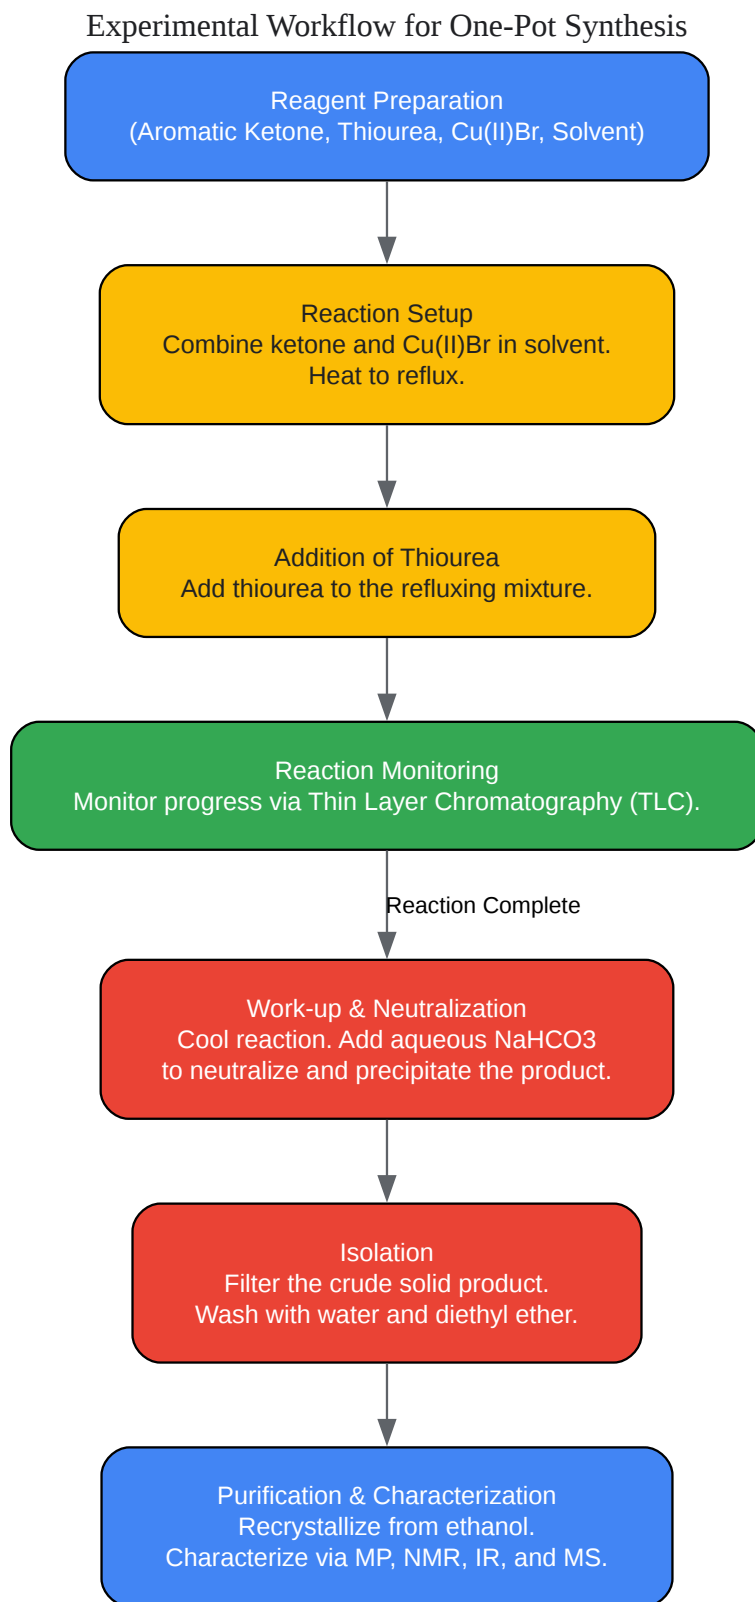 Experimental Workflow for One-Pot Synthesis
Reagent Preparation
(Aromatic Ketone, Thiourea, Cu(II)Br, Solvent)
Reaction Setup
Combine ketone and Cu(II)Br in solvent.
Heat to reflux.
Addition of Thiourea
Add thiourea to the refluxing mixture.
Reaction Monitoring
Monitor progress via Thin Layer Chromatography (TLC).
Reaction Complete
Work-up & Neutralization
Cool reaction. Add aqueous NaHCO3
to neutralize and precipitate the product.
Isolation
Filter the crude solid product.
Wash with water and diethyl ether.
Purification & Characterization
Recrystallize from ethanol.
Characterize via MP, NMR, IR, and MS.